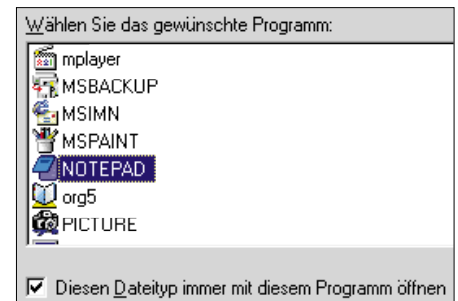 Wählen Sie das gewünschte Programm:
mplayer
MSBACKUP
MSIMN
MSPAINT
NOTEPAD
org5
PICTURE
Diesen Dateityp immer mit diesem Programm öffnen